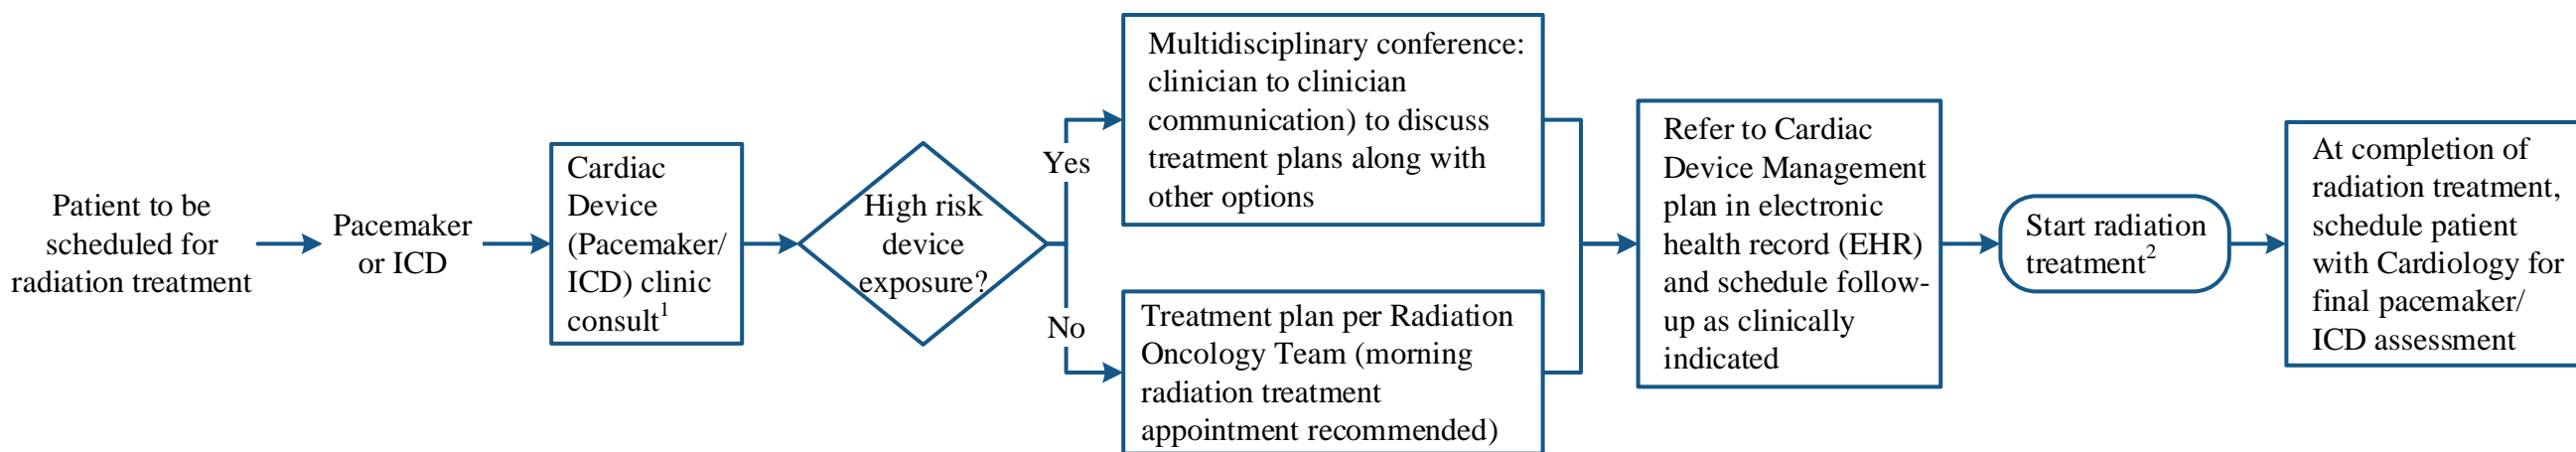 Patient to be
scheduled for
radiation treatment
Pacemaker
or ICD
Cardiac
Device
(Pacemaker/
ICD) clinic
consult1
High risk
device
exposure?
Yes
Multidisciplinary conference:
clinician to clinician
communication) to discuss
treatment plans along with
other options
No
Treatment plan per Radiation
Oncology Team (morning
radiation treatment
appointment recommended)
Refer to Cardiac
Device Management
plan in electronic
health record (EHR)
and schedule follow-
up as clinically
indicated
Start radiation
treatment2
At completion of
radiation treatment,
schedule patient
with Cardiology for
final pacemaker/
ICD assessment